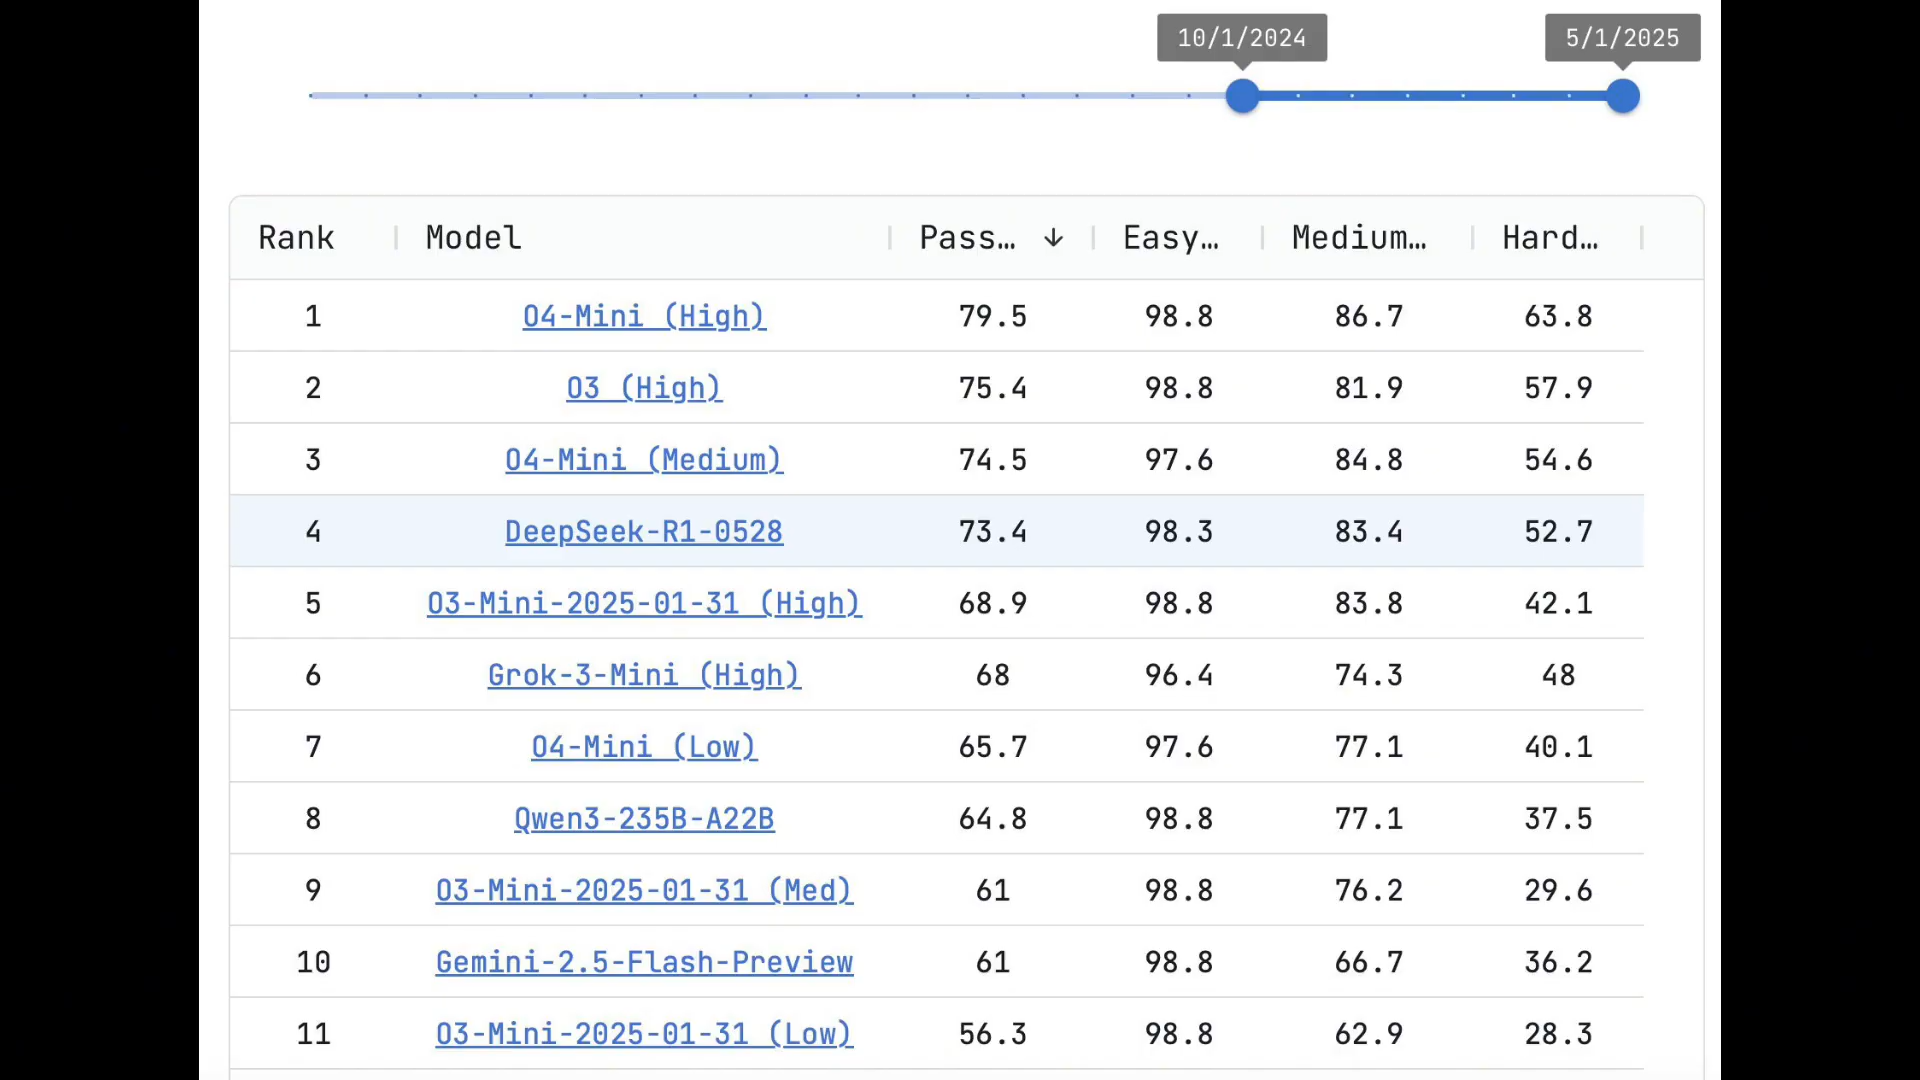 10/1/2024 5/1/2025
Rank Model Pass… ↓ Easy… Medium… Hard…
1 O4-Mini (High) 79.5 98.8 86.7 63.8
2 O3 (High) 75.4 98.8 81.9 57.9
3 O4-Mini (Medium) 74.5 97.6 84.8 54.6
4 DeepSeek-R1-0528 73.4 98.3 83.4 52.7
5 O3-Mini-2025-01-31 (High) 68.9 98.8 83.8 42.1
6 Grok-3-Mini (High) 68 96.4 74.3 48
7 O4-Mini (Low) 65.7 97.6 77.1 40.1
8 Qwen3-235B-A22B 64.8 98.8 77.1 37.5
9 O3-Mini-2025-01-31 (Med) 61 98.8 76.2 29.6
10 Gemini-2.5-Flash-Preview 61 98.8 66.7 36.2
11 O3-Mini-2025-01-31 (Low) 56.3 98.8 62.9 28.3